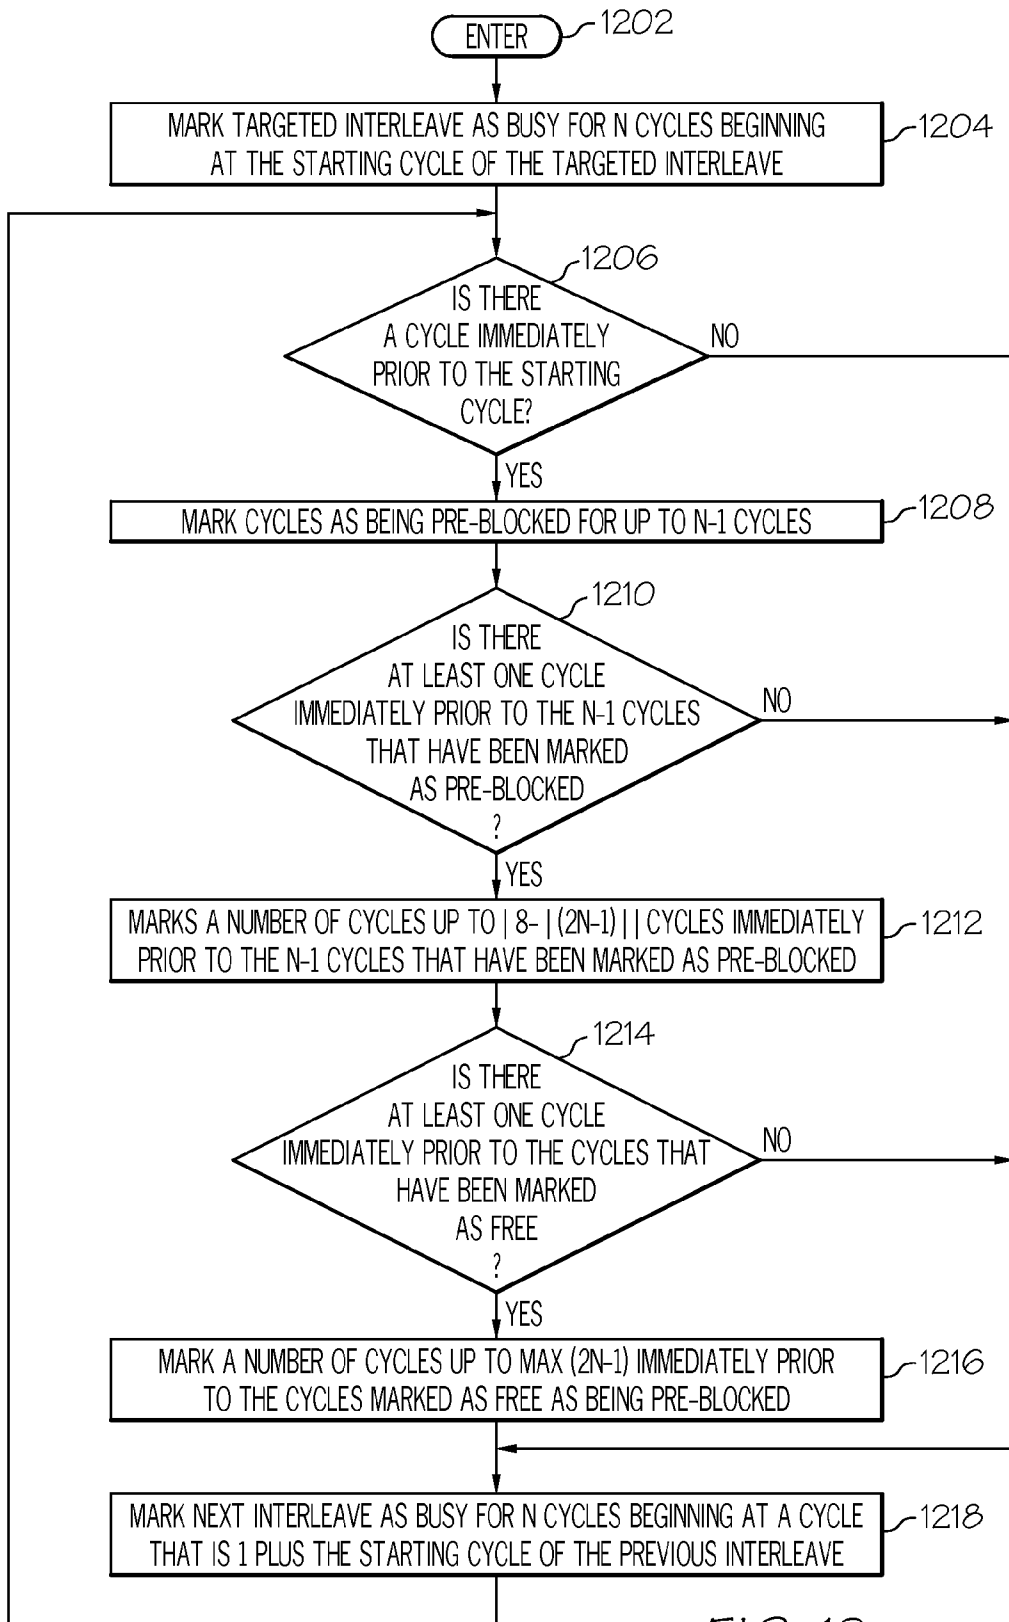 ENTER
1202
MARK TARGETED INTERLEAVE AS BUSY FOR N CYCLES BEGINNING
AT THE STARTING CYCLE OF THE TARGETED INTERLEAVE
1204
1206
IS THERE
A CYCLE IMMEDIATELY
PRIOR TO THE STARTING
CYCLE?
NO
YES
MARK CYCLES AS BEING PRE-BLOCKED FOR UP TO N-1 CYCLES
1208
1210
IS THERE
AT LEAST ONE CYCLE
IMMEDIATELY PRIOR TO THE N-1 CYCLES
THAT HAVE BEEN MARKED
AS PRE-BLOCKED
?
NO
YES
MARKS A NUMBER OF CYCLES UP TO | 8- | (2N-1) | | CYCLES IMMEDIATELY
PRIOR TO THE N-1 CYCLES THAT HAVE BEEN MARKED AS PRE-BLOCKED
1212
1214
IS THERE
AT LEAST ONE CYCLE
IMMEDIATELY PRIOR TO THE CYCLES THAT
HAVE BEEN MARKED
AS FREE
?
NO
YES
MARK A NUMBER OF CYCLES UP TO MAX (2N-1) IMMEDIATELY PRIOR
TO THE CYCLES MARKED AS FREE AS BEING PRE-BLOCKED
1216
MARK NEXT INTERLEAVE AS BUSY FOR N CYCLES BEGINNING AT A CYCLE
THAT IS 1 PLUS THE STARTING CYCLE OF THE PREVIOUS INTERLEAVE
1218